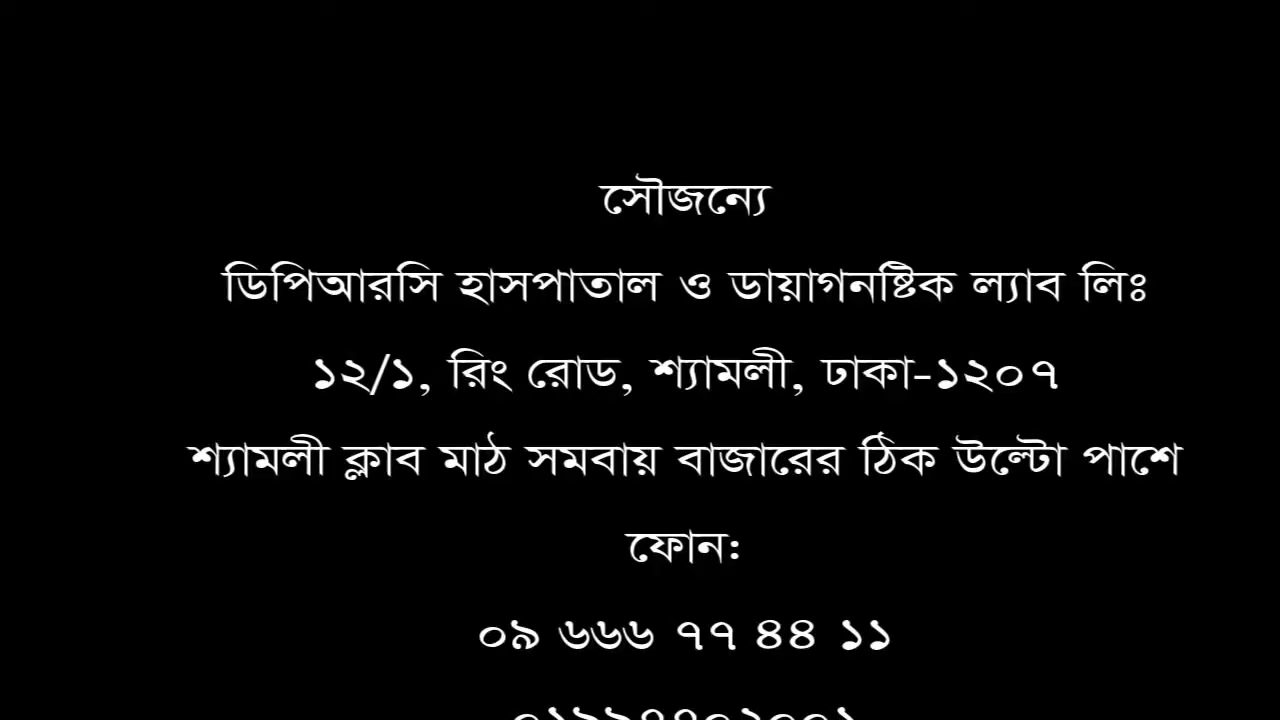 সৌজন্যে
ডিপিআরসি হাসপাতাল ও ডায়াগনষ্টিক ল্যাব লিঃ
১২/১, রিং রোড, শ্যামলী, ঢাকা-১২০৭
শ্যামলী ক্লাব মাঠ সমবায় বাজারের ঠিক উল্টো পাশে
ফোন:
০৯ ৬৬৬ ৭৭ ৪৪ ১১